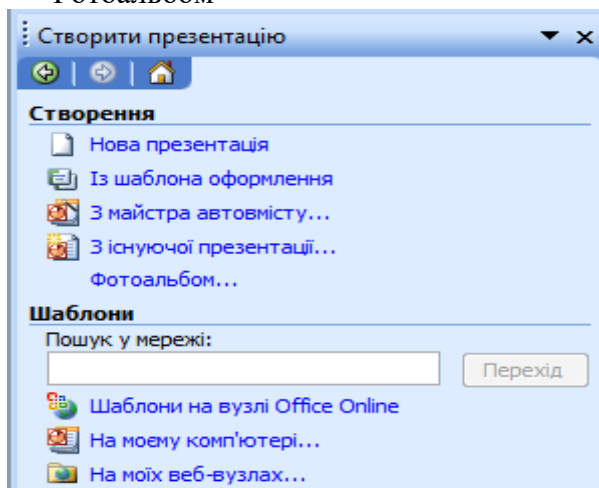 Фотоальбом
Створити презентацію
Створення
Нова презентація
Із шаблона оформлення
З майстра автовмісту...
З існуючої презентації...
Фотоальбом...
Шаблони
Пошук у мережі:
Перехід
Шаблони на вузлі Office Online
На моєму комп'ютері...
На моїх веб-вузлах...